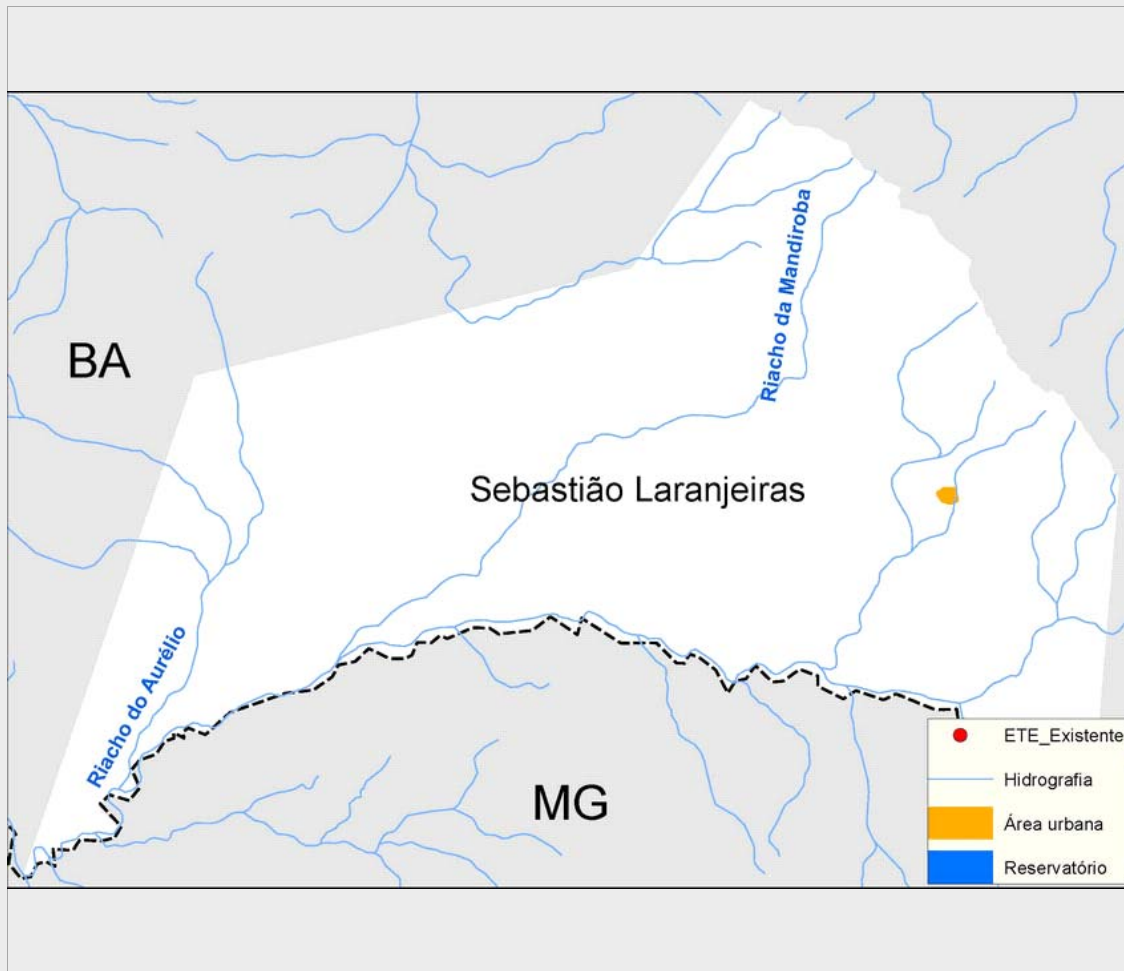 Riacho da Mandiroba
BA
Sebastião Laranjeiras
Riacho do Aurélio
MG
ETE_Existente
Hidrografia
Área urbana
Reservatório